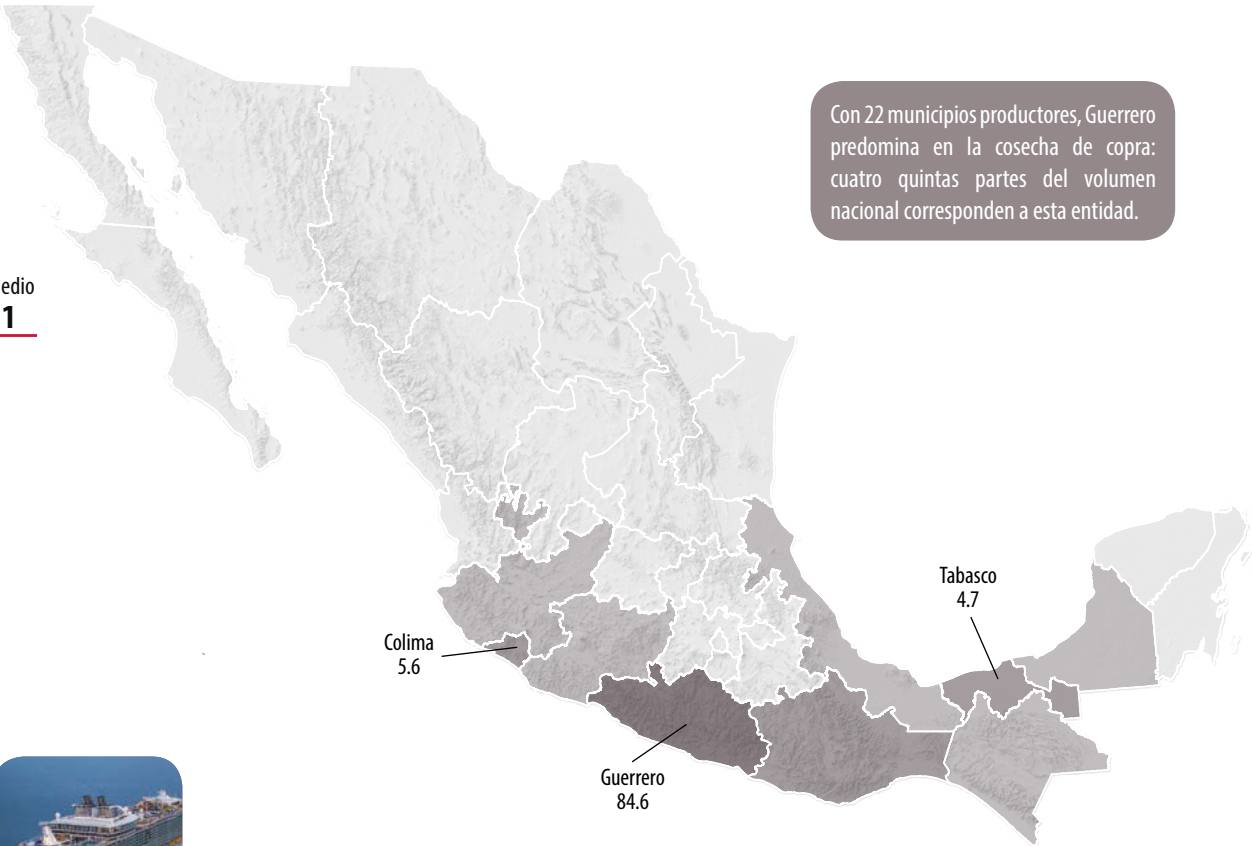 Con 22 municipios productores, Guerrero
predomina en la cosecha de copra:
cuatro quintas partes del volumen
nacional corresponden a esta entidad.
edio
1
Tabasco
4.7
Colima
5.6
Guerrero
84.6